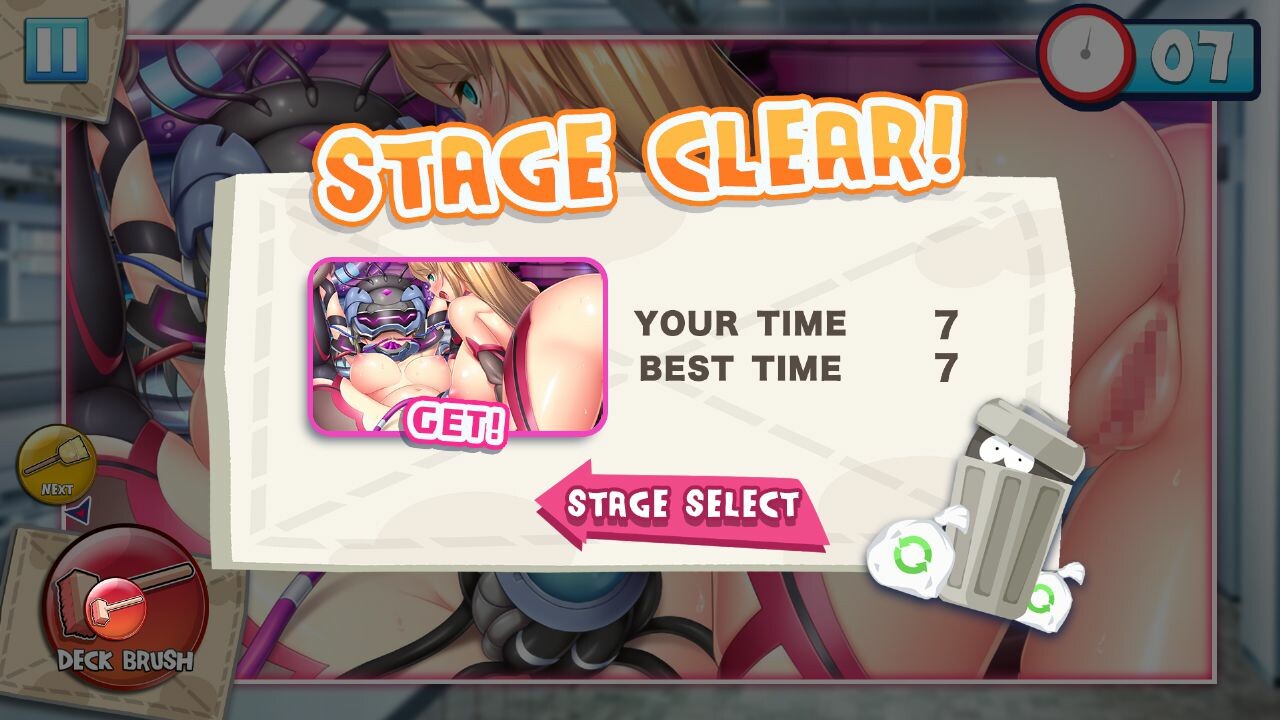 07
STAGE CLEAR!
YOUR TIME 7
BEST TIME 7
GET!
STAGE SELECT
NEXT
DECK BRUSH